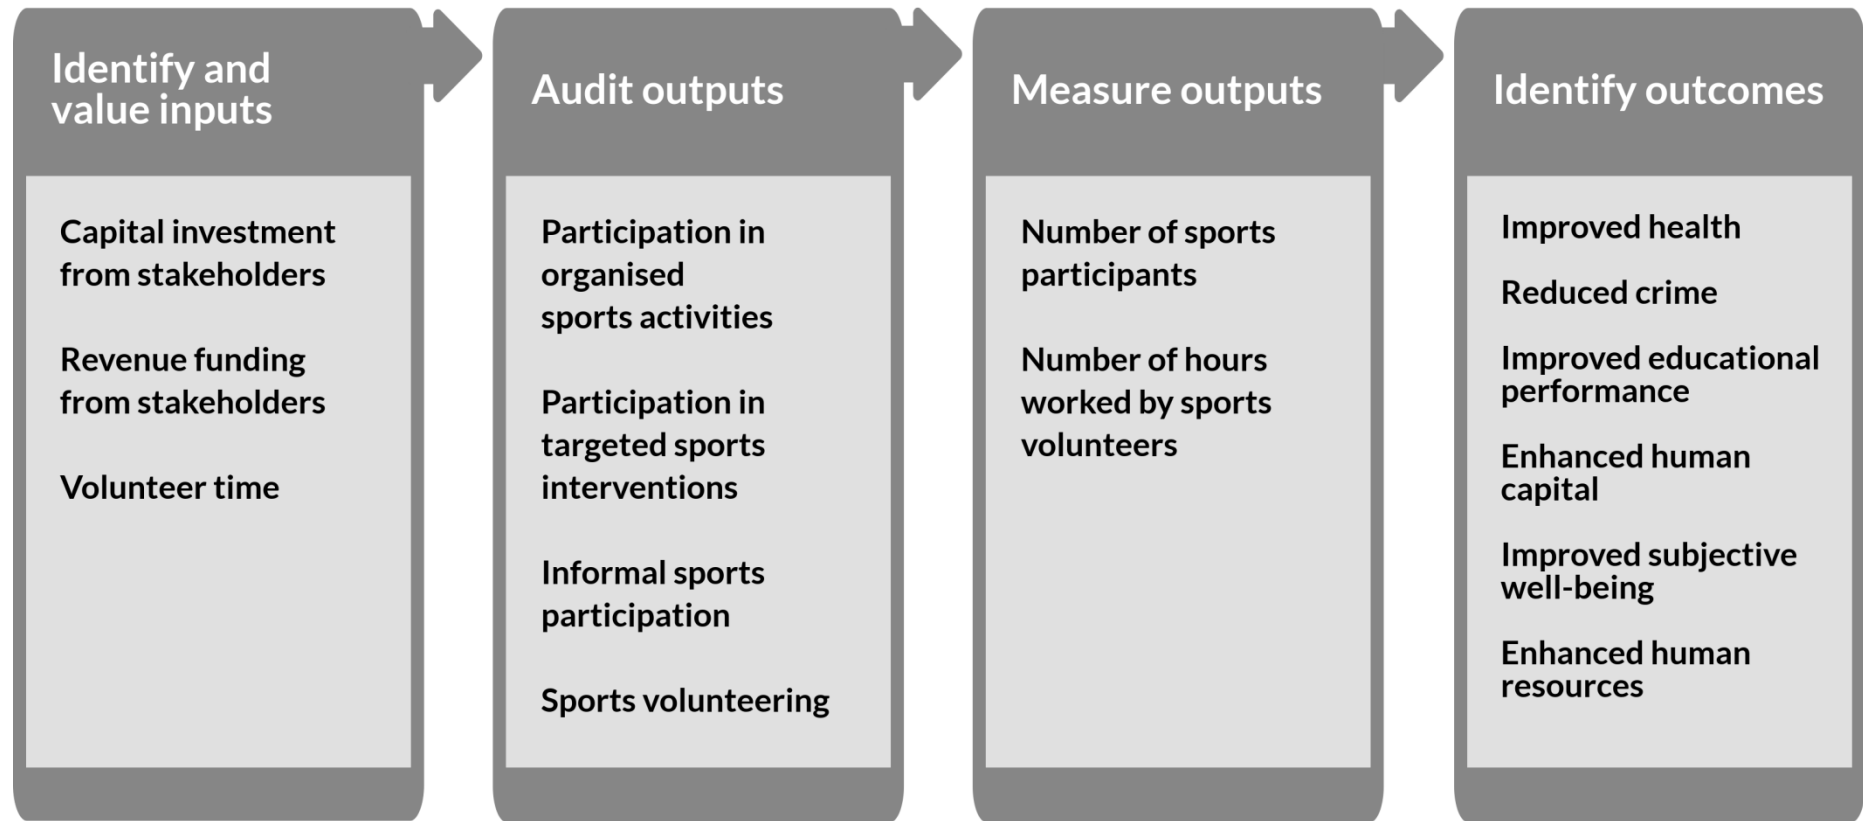 Identify and
value inputs
Capital investment
from stakeholders
Revenue funding
from stakeholders
Volunteer time
Audit outputs
Participation in
organised
sports activities
Participation in
targeted sports
interventions
Informal sports
participation
Sports volunteering
Measure outputs
Number of sports
participants
Number of hours
worked by sports
volunteers
Identify outcomes
Improved health
Reduced crime
Improved educational
performance
Enhanced human
capital
Improved subjective
well-being
Enhanced human
resources